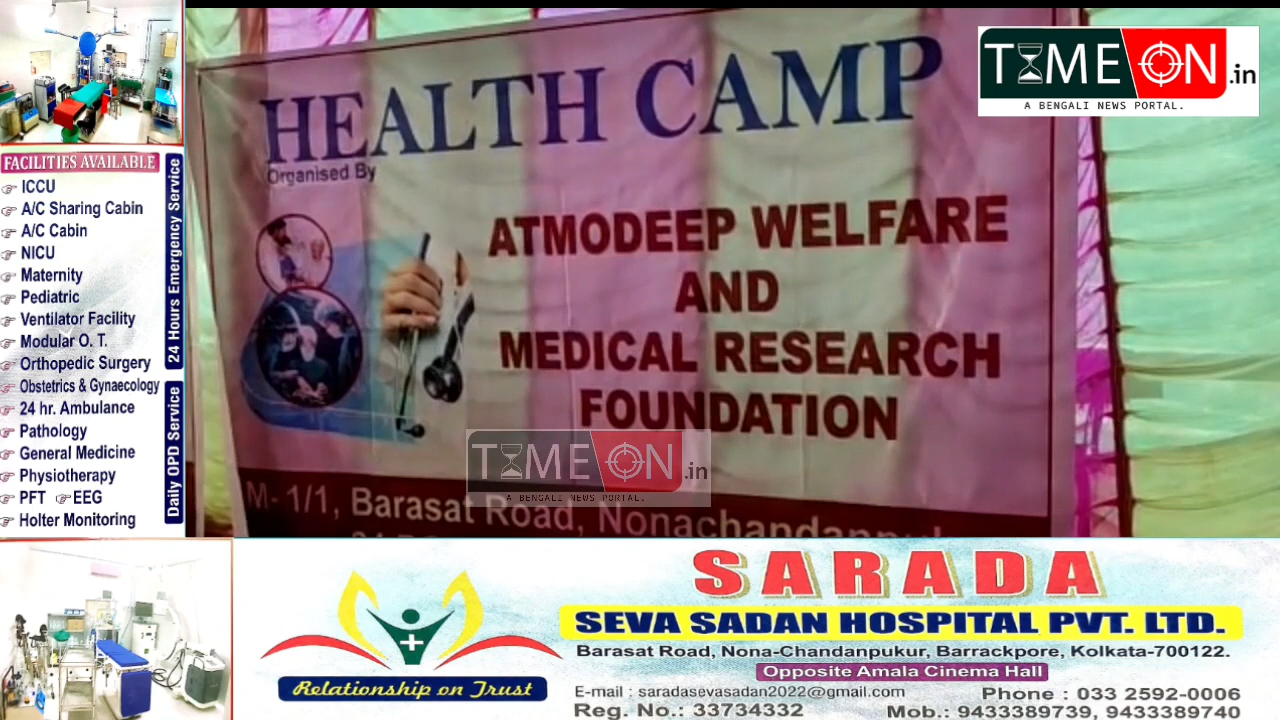 HEALTH CAMP
Organised By
ATMODEEP WELFARE
AND
MEDICAL RESEARCH
FOUNDATION
M- 1/1, Barasat Road,
TIME ON.in
A BENGALI NEWS PORTAL.
TIME ON.in
A BENGALI NEWS PORTAL.
FACILITIES AVAILABLE
ICCU
A/C Sharing Cabin
A/C Cabin
NICU
Maternity
Pediatric
Ventilator Facility
Modular O. T.
Orthopedic Surgery
Obstetrics & Gynaecology
24 hr. Ambulance
Pathology
General Medicine
Physiotherapy
PFT EEG
Holter Monitoring
24 Hours Emergency Service
Daily OPD Service
Relationship on Trust
SARADA
SEVA SADAN HOSPITAL PVT. LTD.
Barasat Road, Nona-Chandanpukur, Barrackpore, Kolkata-700122.
Opposite Amala Cinema Hall
E-mail : saradasevasadan2022@gmail.com Phone : 033 2592-0006
Reg. No.: 33734332 Mob.: 9433389739, 9433389740